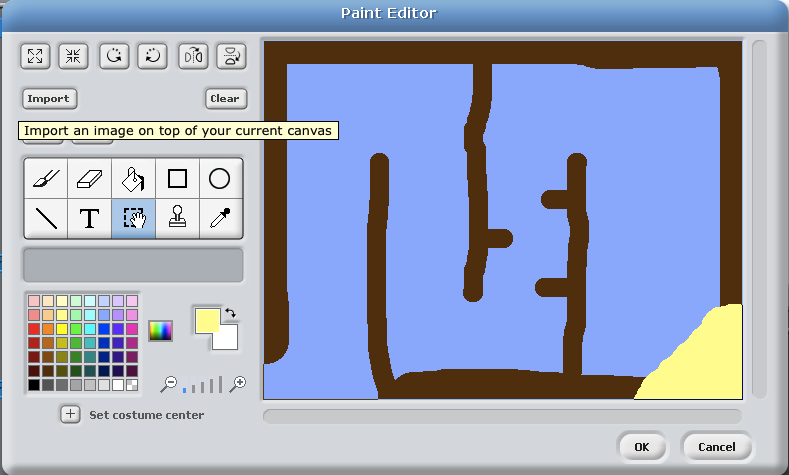 Paint Editor
Import
Clear
Import an image on top of your current canvas
T
Set costume center
OK
Cancel